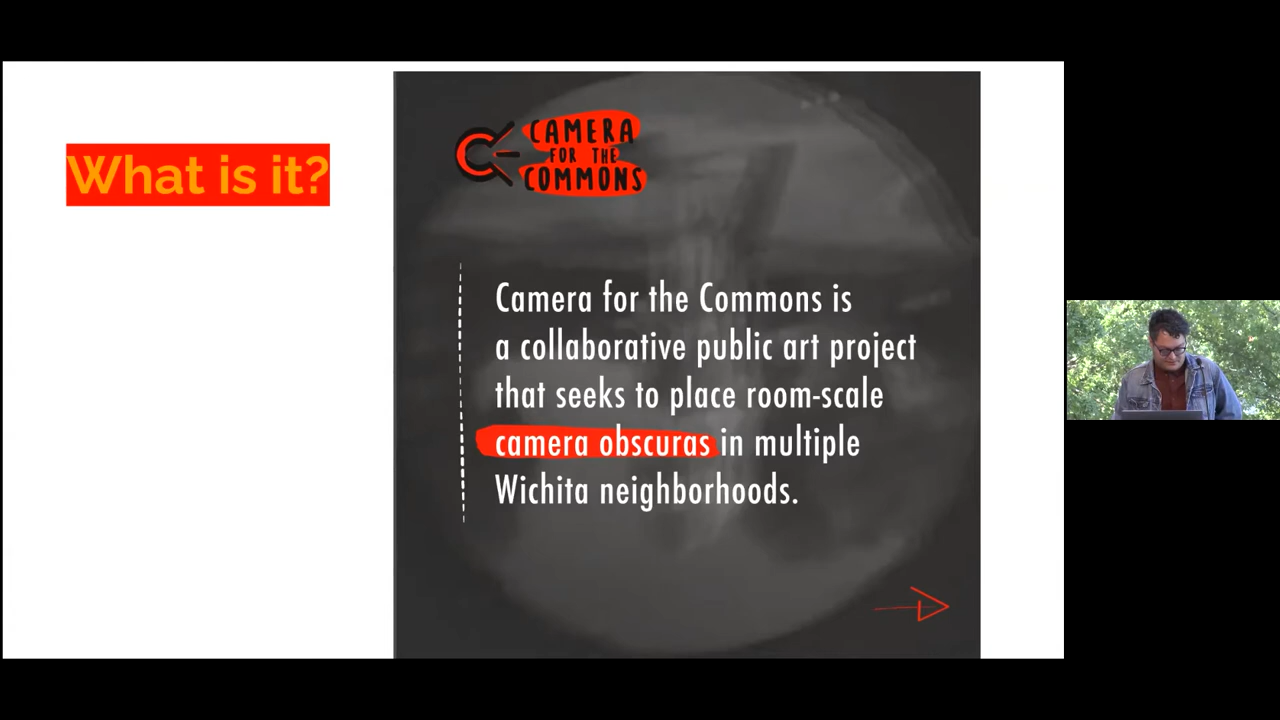 What is it?
CAMERA
FOR THE
COMMONS
Camera for the Commons is
a collaborative public art project
that seeks to place room-scale
camera obscuras in multiple
Wichita neighborhoods.